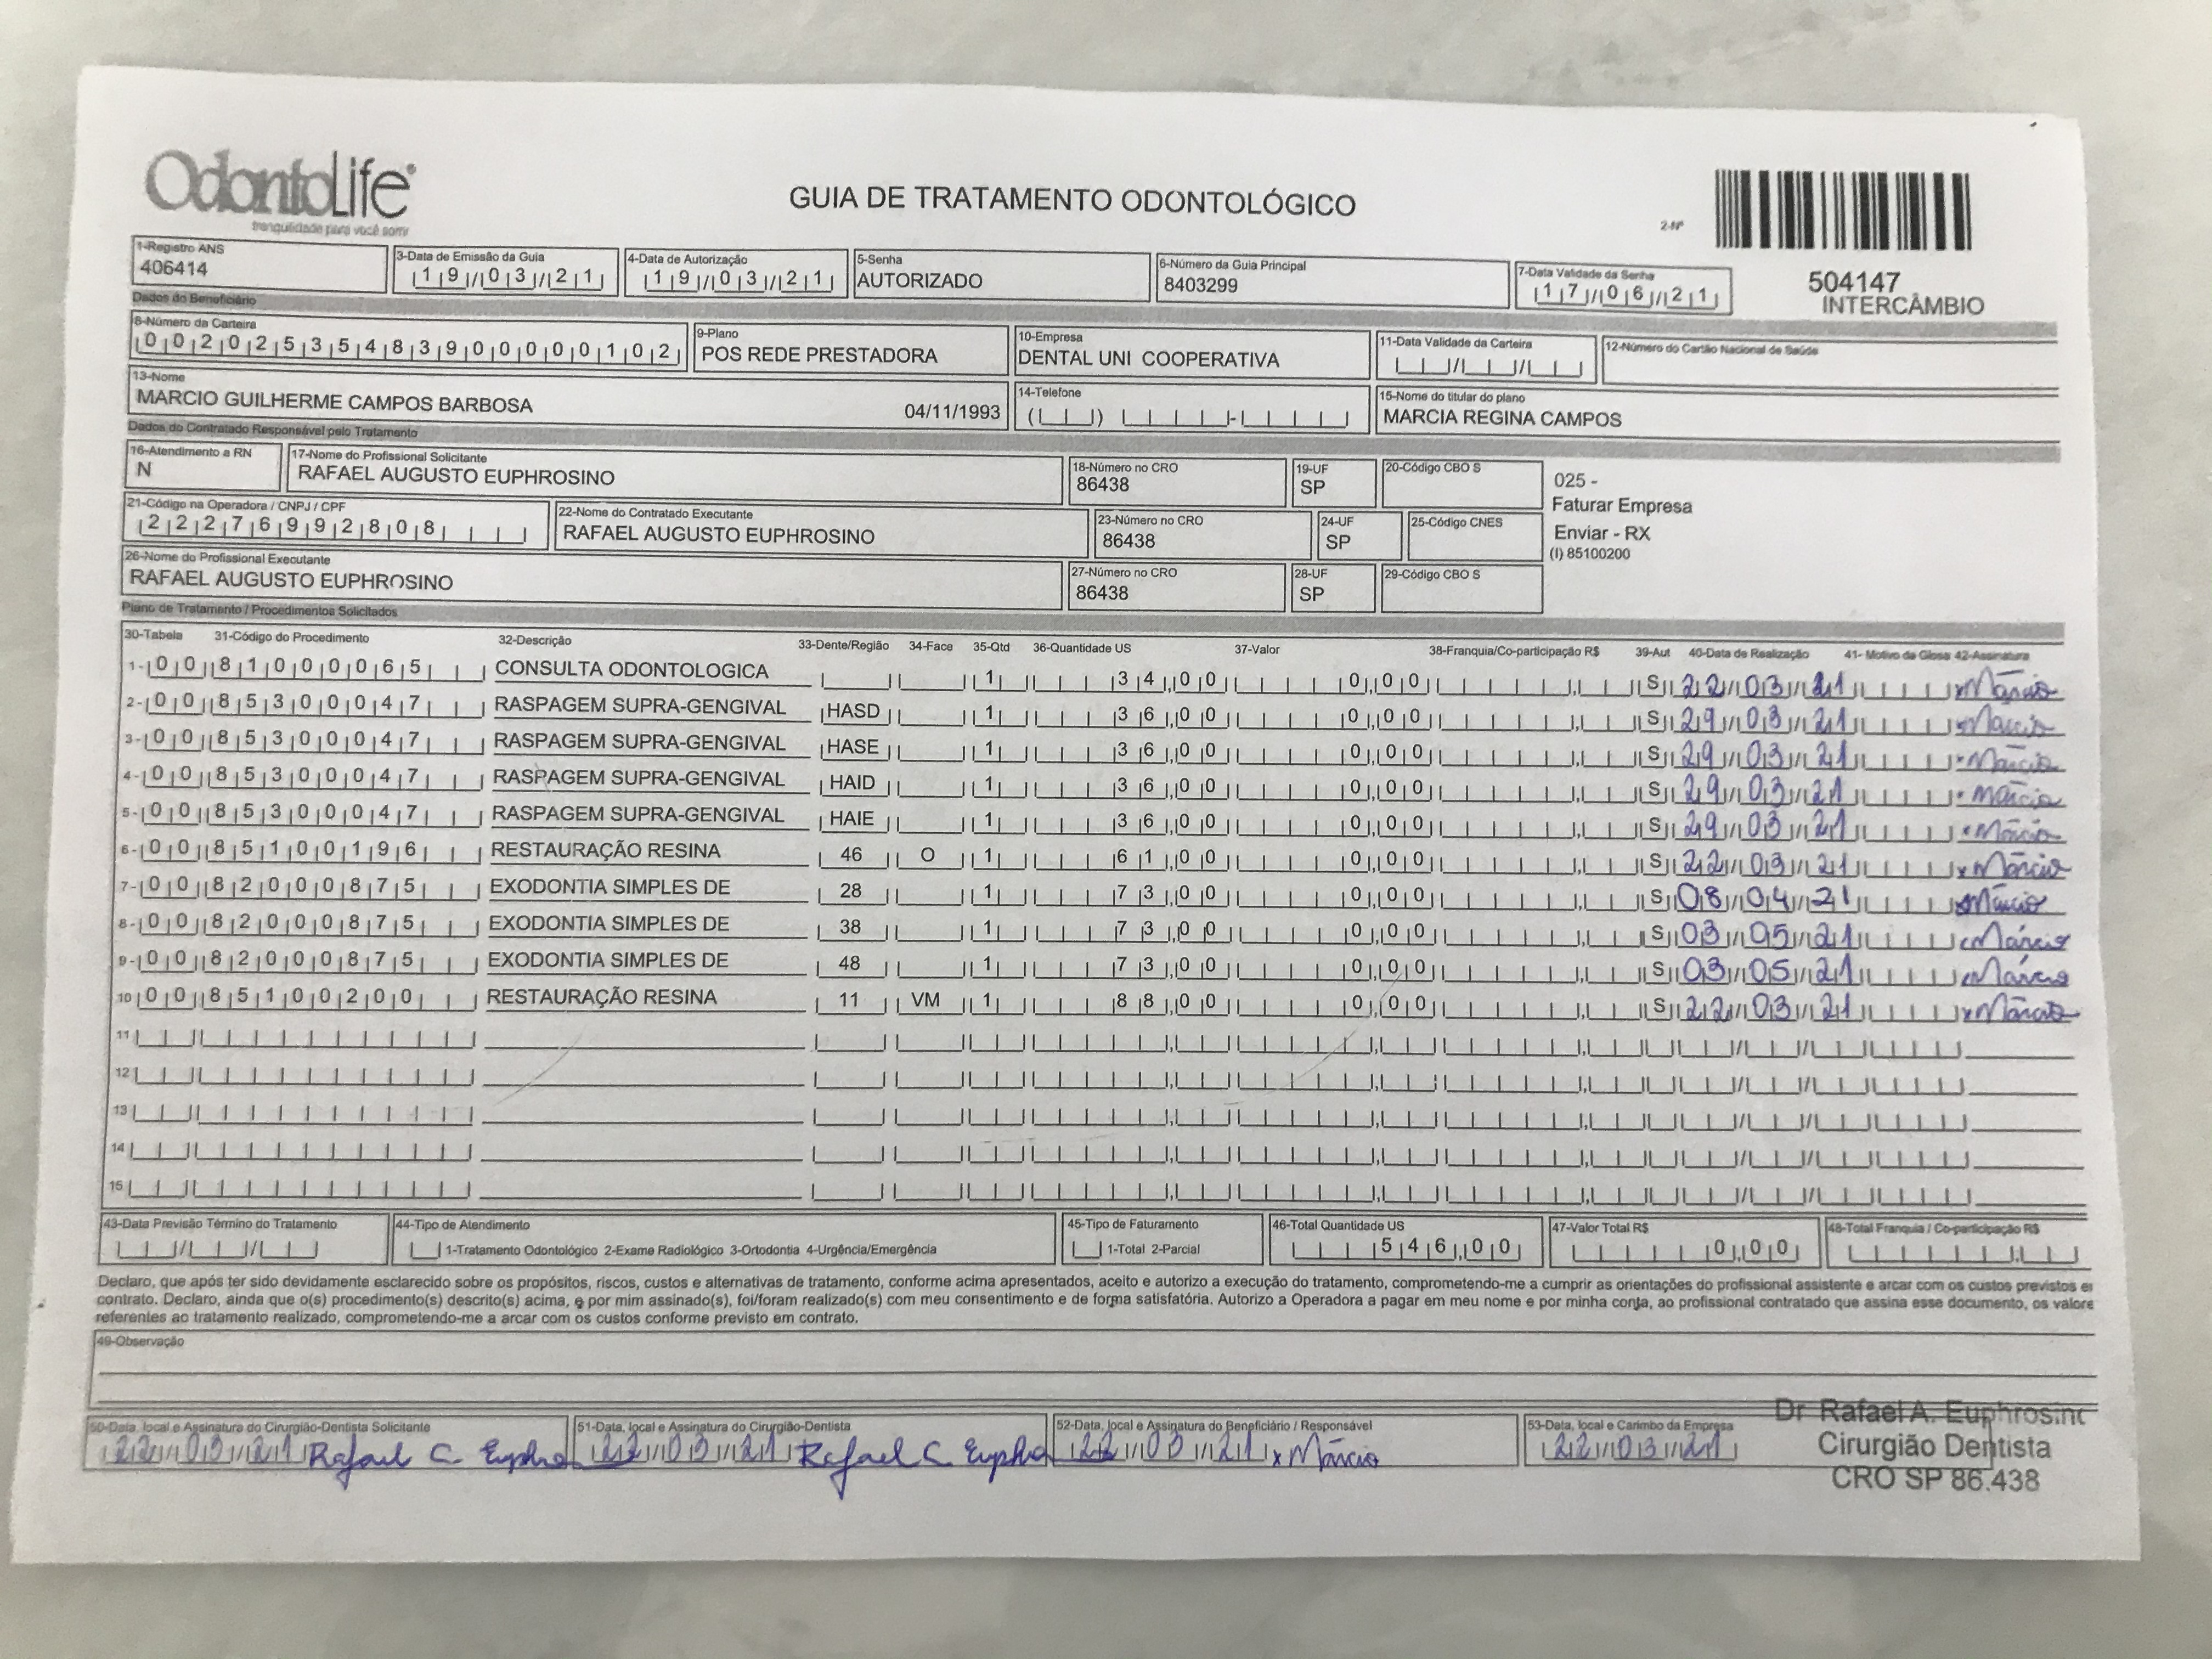 OdontoLife
tranquilidade para você sorrir
GUIA DE TRATAMENTO ODONTOLÓGICO
2-Nº
504147
INTERCÂMBIO
1-Registro ANS
406414
3-Data de Emissão da Guia
19/03/21
4-Data de Autorização
19/03/21
5-Senha
AUTORIZADO
6-Número da Guia Principal
8403299
7-Data Validade da Senha
17/06/21
Dados do Beneficiário
8-Número da Carteira
00202535483900000102
9-Plano
POS REDE PRESTADORA
10-Empresa
DENTAL UNI COOPERATIVA
11-Data Validade da Carteira
12-Número do Cartão Nacional de Saúde
13-Nome
MARCIO GUILHERME CAMPOS BARBOSA 04/11/1993
14-Telefone
15-Nome do titular do plano
MARCIA REGINA CAMPOS
Dados do Contratado Responsável pelo Tratamento
16-Atendimento a RN
N
17-Nome do Profissional Solicitante
RAFAEL AUGUSTO EUPHROSINO
18-Número no CRO
86438
19-UF
SP
20-Código CBO S
025 -
Faturar Empresa
Enviar - RX
(I) 85100200
21-Código na Operadora / CNPJ / CPF
22276992808
22-Nome do Contratado Executante
RAFAEL AUGUSTO EUPHROSINO
23-Número no CRO
86438
24-UF
SP
25-Código CNES
26-Nome do Profissional Executante
RAFAEL AUGUSTO EUPHROSINO
27-Número no CRO
86438
28-UF
SP
29-Código CBO S
Plano de Tratamento / Procedimentos Solicitados
30-Tabela 31-Código do Procedimento 32-Descrição 33-Dente/Região 34-Face 35-Qtd 36-Quantidade US 37-Valor 38-Franquia/Co-participação R$ 39-Aut 40-Data de Realização 41- Motivo da Glosa 42-Assinatura
1- 00 81000065 CONSULTA ODONTOLOGICA 1 34,00 0,00 S 22/03/21 xMárcio
2- 00 85300047 RASPAGEM SUPRA-GENGIVAL HASD 1 36,00 0,00 S 29/03/21 xMárcio
3- 00 85300047 RASPAGEM SUPRA-GENGIVAL HASE 1 36,00 0,00 S 29/03/21 xMárcio
4- 00 85300047 RASPAGEM SUPRA-GENGIVAL HAID 1 36,00 0,00 S 29/03/21 xMárcio
5- 00 85300047 RASPAGEM SUPRA-GENGIVAL HAIE 1 36,00 0,00 S 29/03/21 xMárcio
6- 00 85100196 RESTAURAÇÃO RESINA 46 O 1 61,00 0,00 S 22/03/21 xMárcio
7- 00 82000875 EXODONTIA SIMPLES DE 28 1 73,00 0,00 S 08/04/21 xMárcio
8- 00 82000875 EXODONTIA SIMPLES DE 38 1 73,00 0,00 S 03/05/21 xMárcio
9- 00 82000875 EXODONTIA SIMPLES DE 48 1 73,00 0,00 S 03/05/21 xMárcio
10 00 85100200 RESTAURAÇÃO RESINA 11 VM 1 88,00 0,00 S 22/03/21 xMárcio
11
12
13
14
15
43-Data Previsão Término do Tratamento
44-Tipo de Atendimento
1-Tratamento Odontológico 2-Exame Radiológico 3-Ortodontia 4-Urgência/Emergência
45-Tipo de Faturamento
1-Total 2-Parcial
46-Total Quantidade US
546,00
47-Valor Total R$
0,00
48-Total Franquia / Co-participação R$
Declaro, que após ter sido devidamente esclarecido sobre os propósitos, riscos, custos e alternativas de tratamento, conforme acima apresentados, aceito e autorizo a execução do tratamento, comprometendo-me a cumprir as orientações do profissional assistente e arcar com os custos previstos e
contrato. Declaro, ainda que o(s) procedimento(s) descrito(s) acima, e por mim assinado(s), foi/foram realizado(s) com meu consentimento e de forma satisfatória. Autorizo a Operadora a pagar em meu nome e por minha conta, ao profissional contratado que assina esse documento, os valore
referentes ao tratamento realizado, comprometendo-me a arcar com os custos conforme previsto em contrato.
49-Observação
50-Data, local e Assinatura do Cirurgião-Dentista Solicitante
22/03/21 Rafael C. Euphro
51-Data, local e Assinatura do Cirurgião-Dentista
22/03/21 Rafael C. Eupho
52-Data, local e Assinatura do Beneficiário / Responsável
22/03/21 x Márcio
53-Data, local e Carimbo da Empresa
22/03/21
Dr Rafael A. Euphrosinc
Cirurgião Dentista
CRO SP 86.438